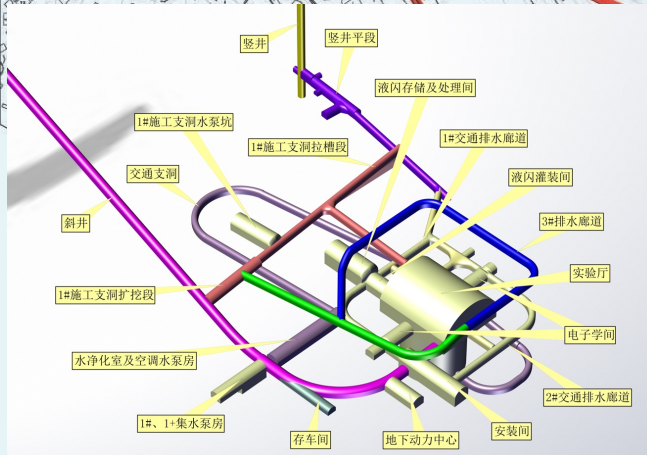 竖井
竖井平段
液闪存储及处理间
1#施工支洞水泵坑
1#施工支洞拉槽段
1#交通排水廊道
交通支洞
液闪灌装间
斜井
3#排水廊道
实验厅
1#施工支洞扩挖段
电子学间
水净化室及空调水泵房
2#交通排水廊道
1#、1+集水泵房
存车间
地下动力中心
安装间